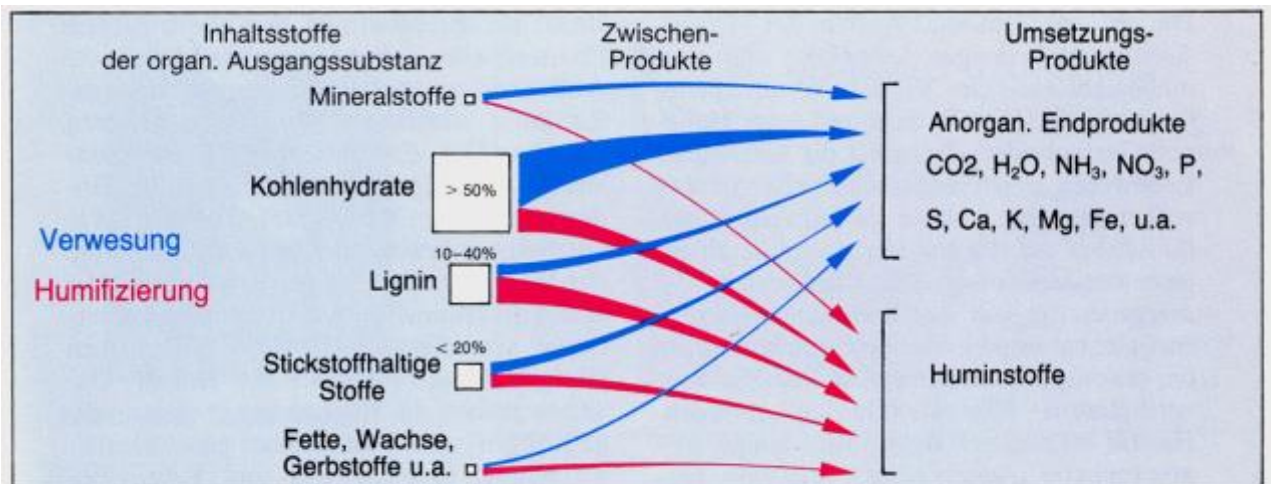 Inhaltsstoffe
der organ. Ausgangssubstanz
Zwischen-
Produkte
Umsetzungs-
Produkte
Mineralstoffe
Kohlenhydrate
> 50%
Verwesung
Humifizierung
10–40%
Lignin
< 20%
Stickstoffhaltige
Stoffe
Fette, Wachse,
Gerbstoffe u.a.
Anorgan. Endprodukte
CO2, H₂O, NH₃, NO₃, P,
S, Ca, K, Mg, Fe, u.a.
Huminstoffe